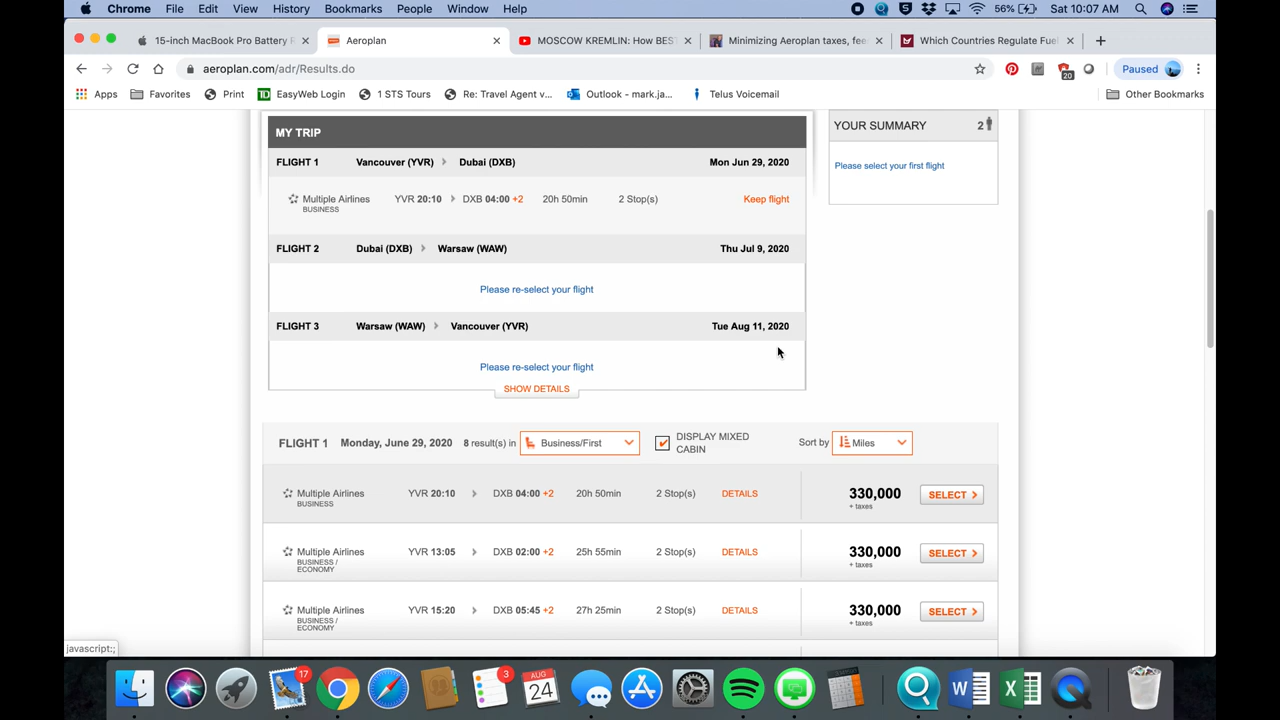 Chrome File Edit View History Bookmarks People Window Help 56% Sat 10:07 AM
15-inch MacBook Pro Battery R Aeroplan MOSCOW KREMLIN: How BES Minimizing Aeroplan taxes, fee Which Countries Regulate Fuel
aeroplan.com/adr/Results.do 20 Paused
Apps Favorites Print EasyWeb Login 1 STS Tours Re: Travel Agent v... Outlook - mark.ja... Telus Voicemail Other Bookmarks
MY TRIP
YOUR SUMMARY 2
Please select your first flight
FLIGHT 1 Vancouver (YVR) Dubai (DXB) Mon Jun 29, 2020
Multiple Airlines YVR 20:10 DXB 04:00 +2 20h 50min 2 Stop(s) Keep flight
BUSINESS
FLIGHT 2 Dubai (DXB) Warsaw (WAW) Thu Jul 9, 2020
Please re-select your flight
FLIGHT 3 Warsaw (WAW) Vancouver (YVR) Tue Aug 11, 2020
Please re-select your flight
SHOW DETAILS
FLIGHT 1 Monday, June 29, 2020 8 result(s) in Business/First DISPLAY MIXED CABIN Sort by Miles
Multiple Airlines YVR 20:10 DXB 04:00 +2 20h 50min 2 Stop(s) DETAILS 330,000 SELECT
BUSINESS + taxes
Multiple Airlines YVR 13:05 DXB 02:00 +2 25h 55min 2 Stop(s) DETAILS 330,000 SELECT
BUSINESS / + taxes
ECONOMY
Multiple Airlines YVR 15:20 DXB 05:45 +2 27h 25min 2 Stop(s) DETAILS 330,000 SELECT
BUSINESS / + taxes
ECONOMY
javascript:;
17 3 AUG
24